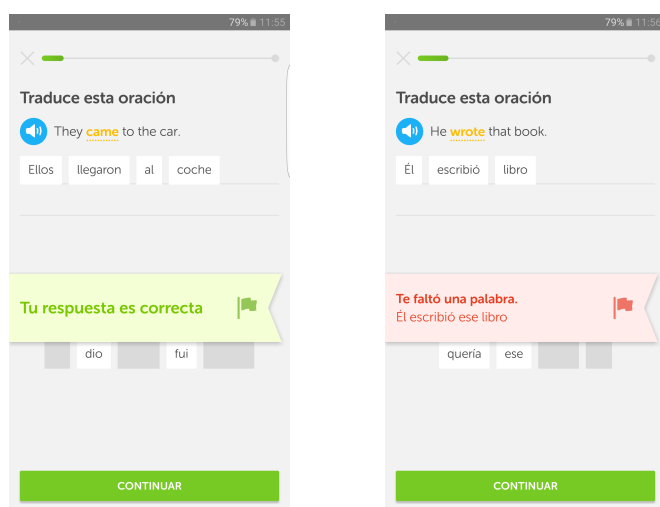 79% 11:55
Traduce esta oración
They came to the car.
Ellos llegaron al coche
Tu respuesta es correcta
dio fui
CONTINUAR
79% 11:56
Traduce esta oración
He wrote that book.
Él escribió libro
Te faltó una palabra.
Él escribió ese libro
quería ese
CONTINUAR